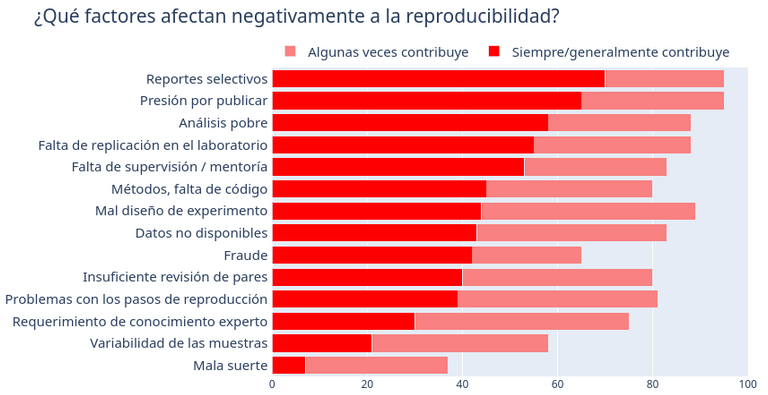 ¿Qué factores afectan negativamente a la reproducibilidad?
Algunas veces contribuye Siempre/generalmente contribuye
Reportes selectivos
Presión por publicar
Análisis pobre
Falta de replicación en el laboratorio
Falta de supervisión / mentoría
Métodos, falta de código
Mal diseño de experimento
Datos no disponibles
Fraude
Insuficiente revisión de pares
Problemas con los pasos de reproducción
Requerimiento de conocimiento experto
Variabilidad de las muestras
Mala suerte
0 20 40 60 80 100